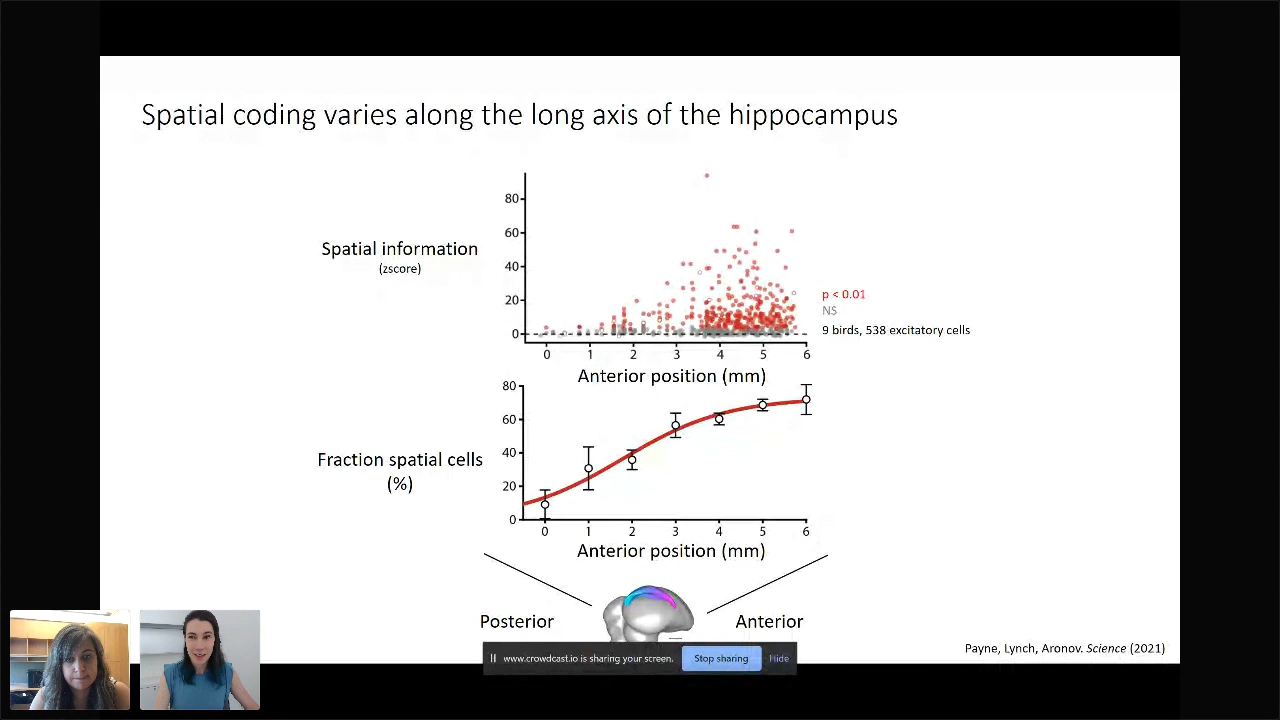 Spatial coding varies along the long axis of the hippocampus
Spatial information
(zscore)
80
60
40
20
0
0 1 2 3 4 5 6
Anterior position (mm)
p < 0.01
NS
9 birds, 538 excitatory cells
Fraction spatial cells
(%)
80
60
40
20
0
0 1 2 3 4 5 6
Anterior position (mm)
Posterior
Anterior
www.crowdcast.io is sharing your screen.
Stop sharing
Hide
Payne, Lynch, Aronov. Science (2021)